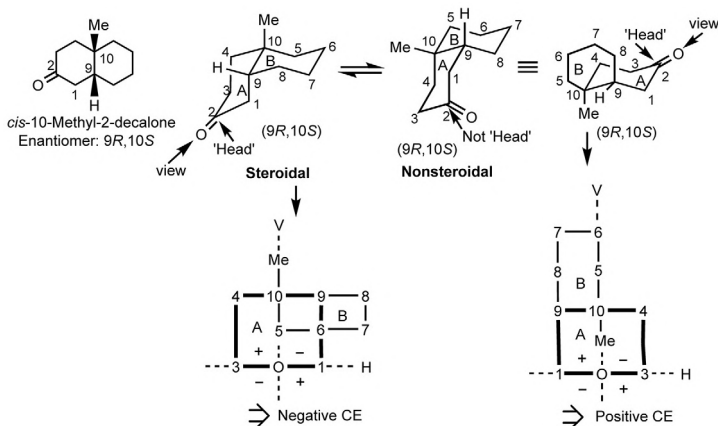 Me
10
2
9
O
1
H
cis-10-Methyl-2-decalone
Enantiomer: 9R,10S
Me
4
10
5
6
B
9
8
H
7
3
A
1
2
O
(9R,10S)
'Head'
view
Steroidal
H
5
6
7
Me
10
B
9
8
A
4
1
3
2
O
Not 'Head'
(9R,10S)
Nonsteroidal
view
'Head'
O
7
6
8
4
3
2
B
5
A
10
H
9
1
Me
(9R,10S)
V
Me
4 10 9 8
A
B
5 6 7
+ –
3 O 1 H
– +
Negative CE
V
7 6
8 5
B
9 10 4
A
Me
+ –
1 O 3 H
– +
Positive CE